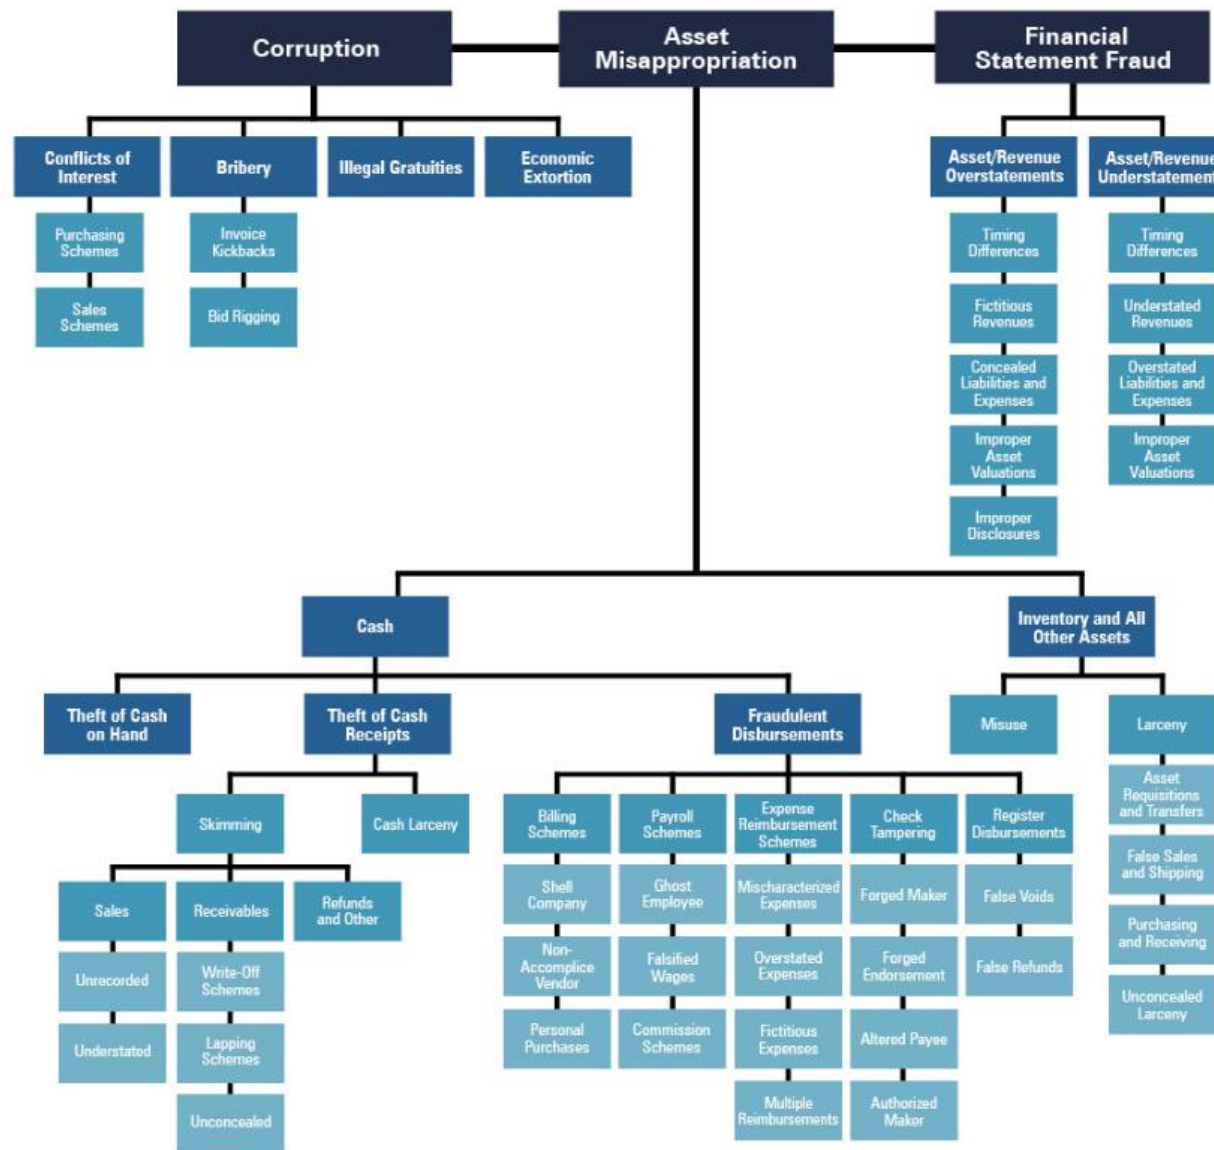 Corruption
Asset
Misappropriation
Financial
Statement Fraud
Conflicts of
Interest
Bribery
Illegal Gratuities
Economic
Extortion
Asset/Revenue
Overstatements
Asset/Revenue
Understatement
Purchasing
Schemes
Invoice
Kickbacks
Timing
Differences
Timing
Differences
Sales
Schemes
Bid Rigging
Fictitious
Revenues
Understated
Revenues
Concealed
Liabilities and
Expenses
Overstated
Liabilities and
Expenses
Improper
Asset
Valuations
Improper
Asset
Valuations
Improper
Disclosures
Cash
Inventory and All
Other Assets
Theft of Cash
on Hand
Theft of Cash
Receipts
Fraudulent
Disbursements
Misuse
Larceny
Skimming
Cash Larceny
Billing
Schemes
Payroll
Schemes
Expense
Reimbursement
Schemes
Check
Tampering
Register
Disbursements
Asset
Requisitions
and Transfers
Sales
Receivables
Refunds
and Other
Shell
Company
Ghost
Employee
Mischaracterized
Expenses
Forged Maker
False Voids
False Sales
and Shipping
Unrecorded
Write-Off
Schemes
Non-
Accomplice
Vendor
Falsified
Wages
Overstated
Expenses
Forged
Endorsement
False Refunds
Purchasing
and Receiving
Understated
Lapping
Schemes
Personal
Purchases
Commission
Schemes
Fictitious
Expenses
Altered Payee
Unconcealed
Larceny
Unconcealed
Multiple
Reimbursements
Authorized
Maker